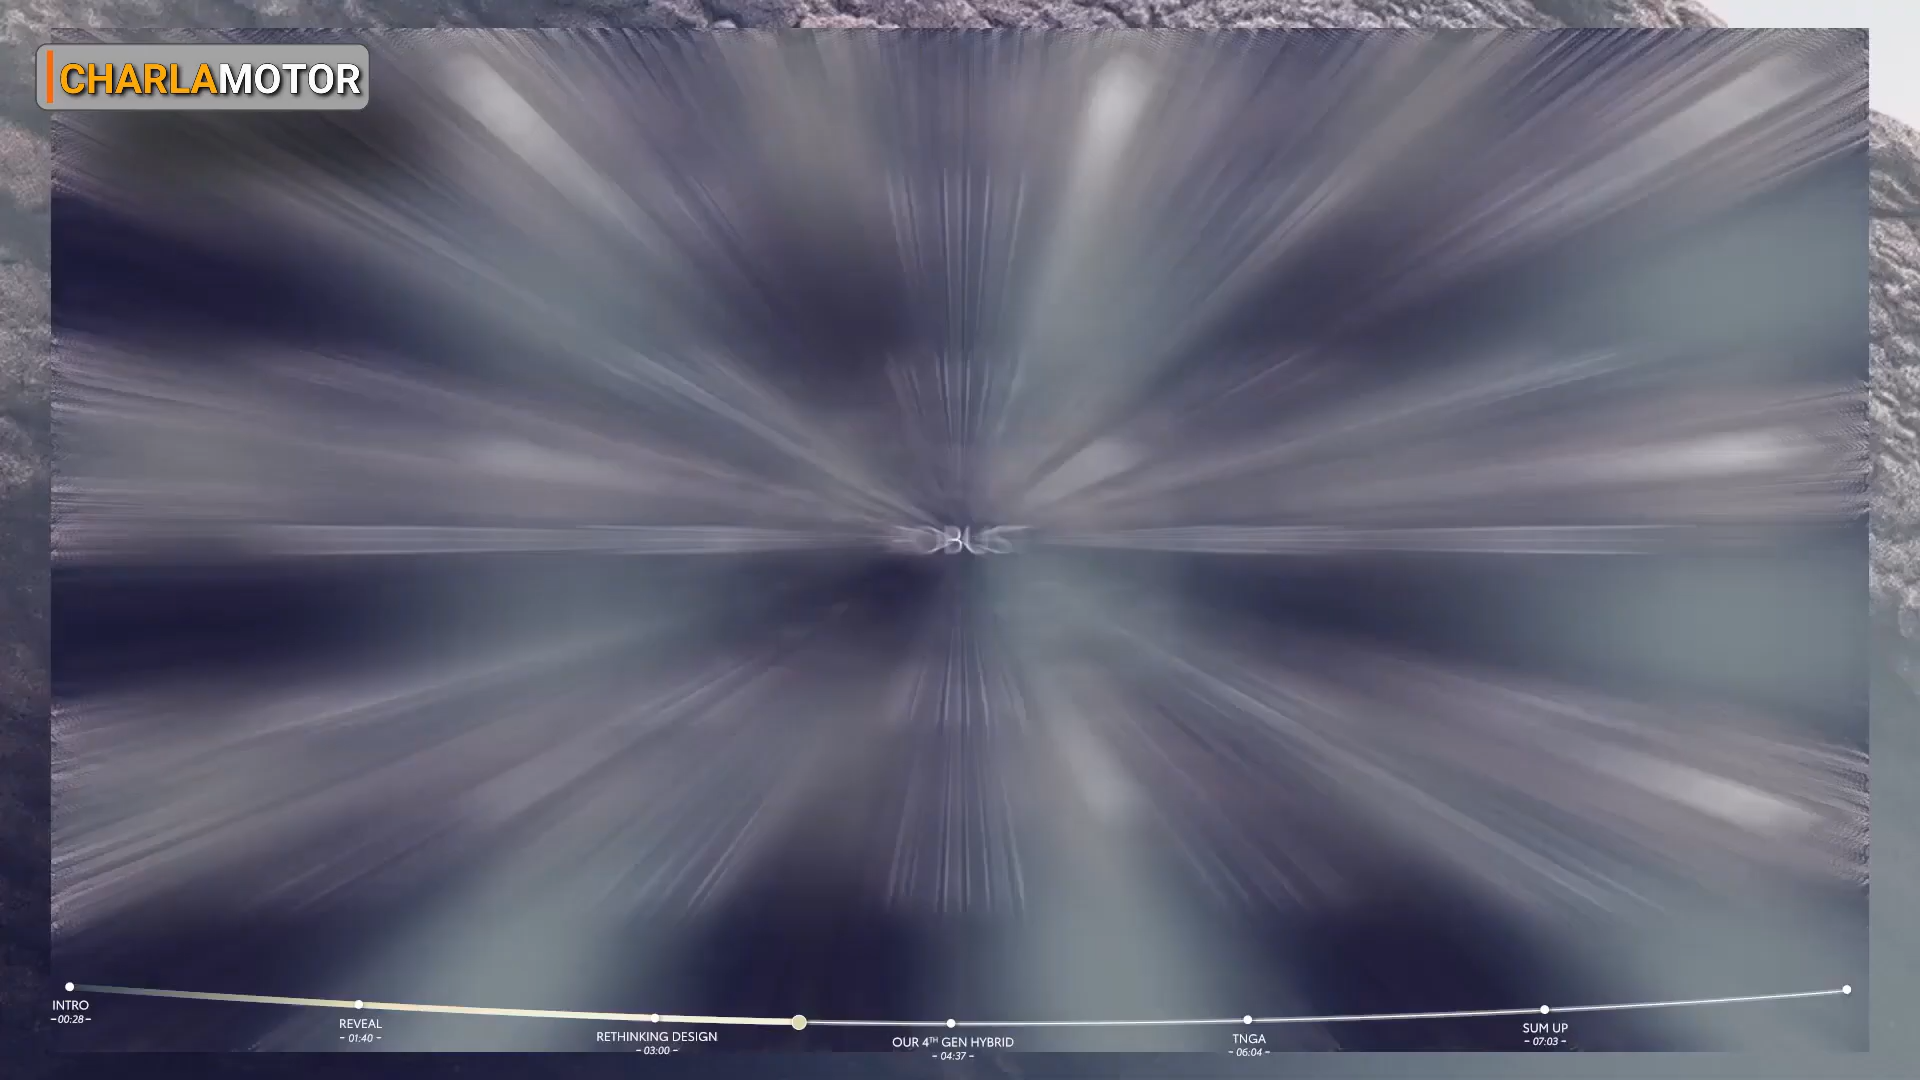 CHARLAMOTOR
INTRO
–00:28–
REVEAL
– 01:40 –
RETHINKING DESIGN
– 03:00 –
OUR 4TH GEN HYBRID
– 04:37 –
TNGA
– 06:04 –
SUM UP
– 07:03 –